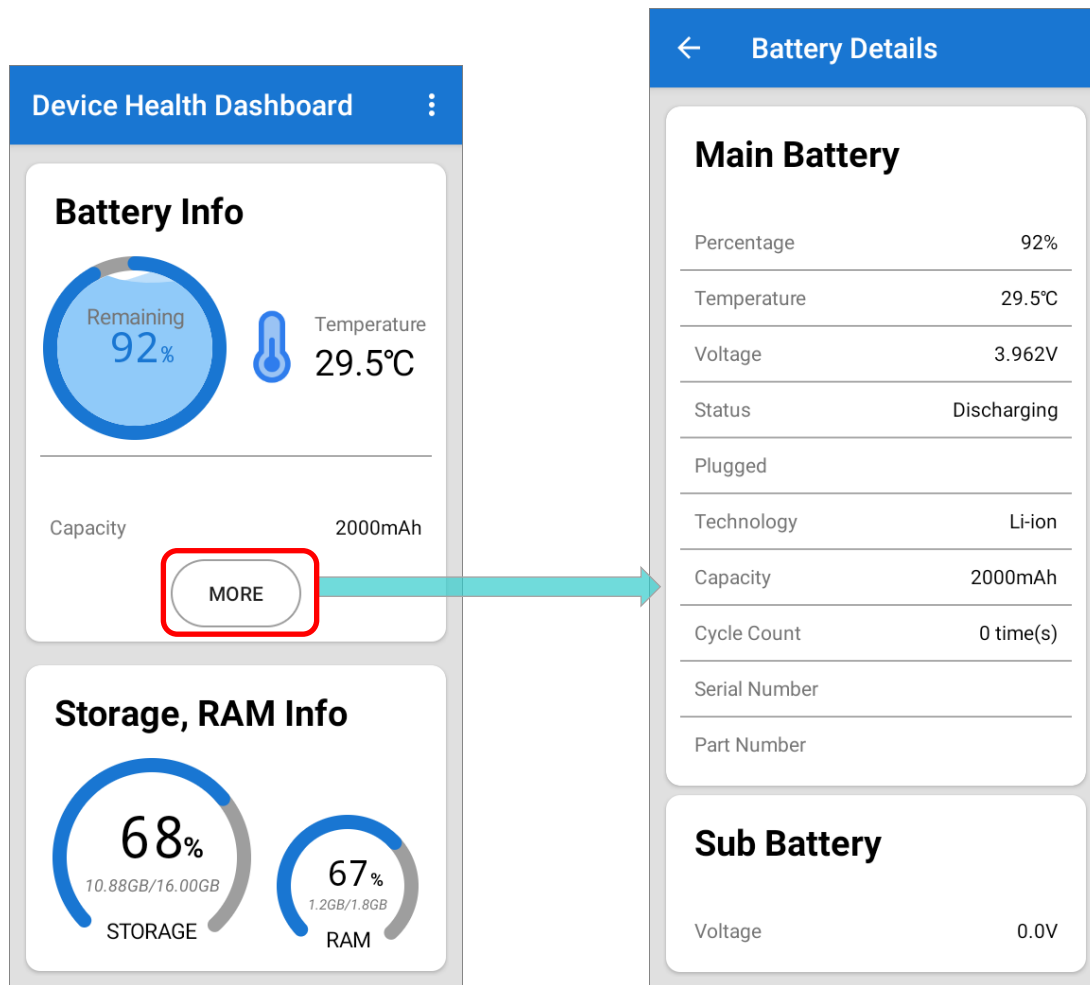 Device Health Dashboard
Battery Info
Remaining
92%
Temperature
29.5℃
Capacity 2000mAh
MORE
Storage, RAM Info
68%
10.88GB/16.00GB
STORAGE
67%
1.2GB/1.8GB
RAM
Battery Details
Main Battery
Percentage 92%
Temperature 29.5℃
Voltage 3.962V
Status Discharging
Plugged
Technology Li-ion
Capacity 2000mAh
Cycle Count 0 time(s)
Serial Number
Part Number
Sub Battery
Voltage 0.0V